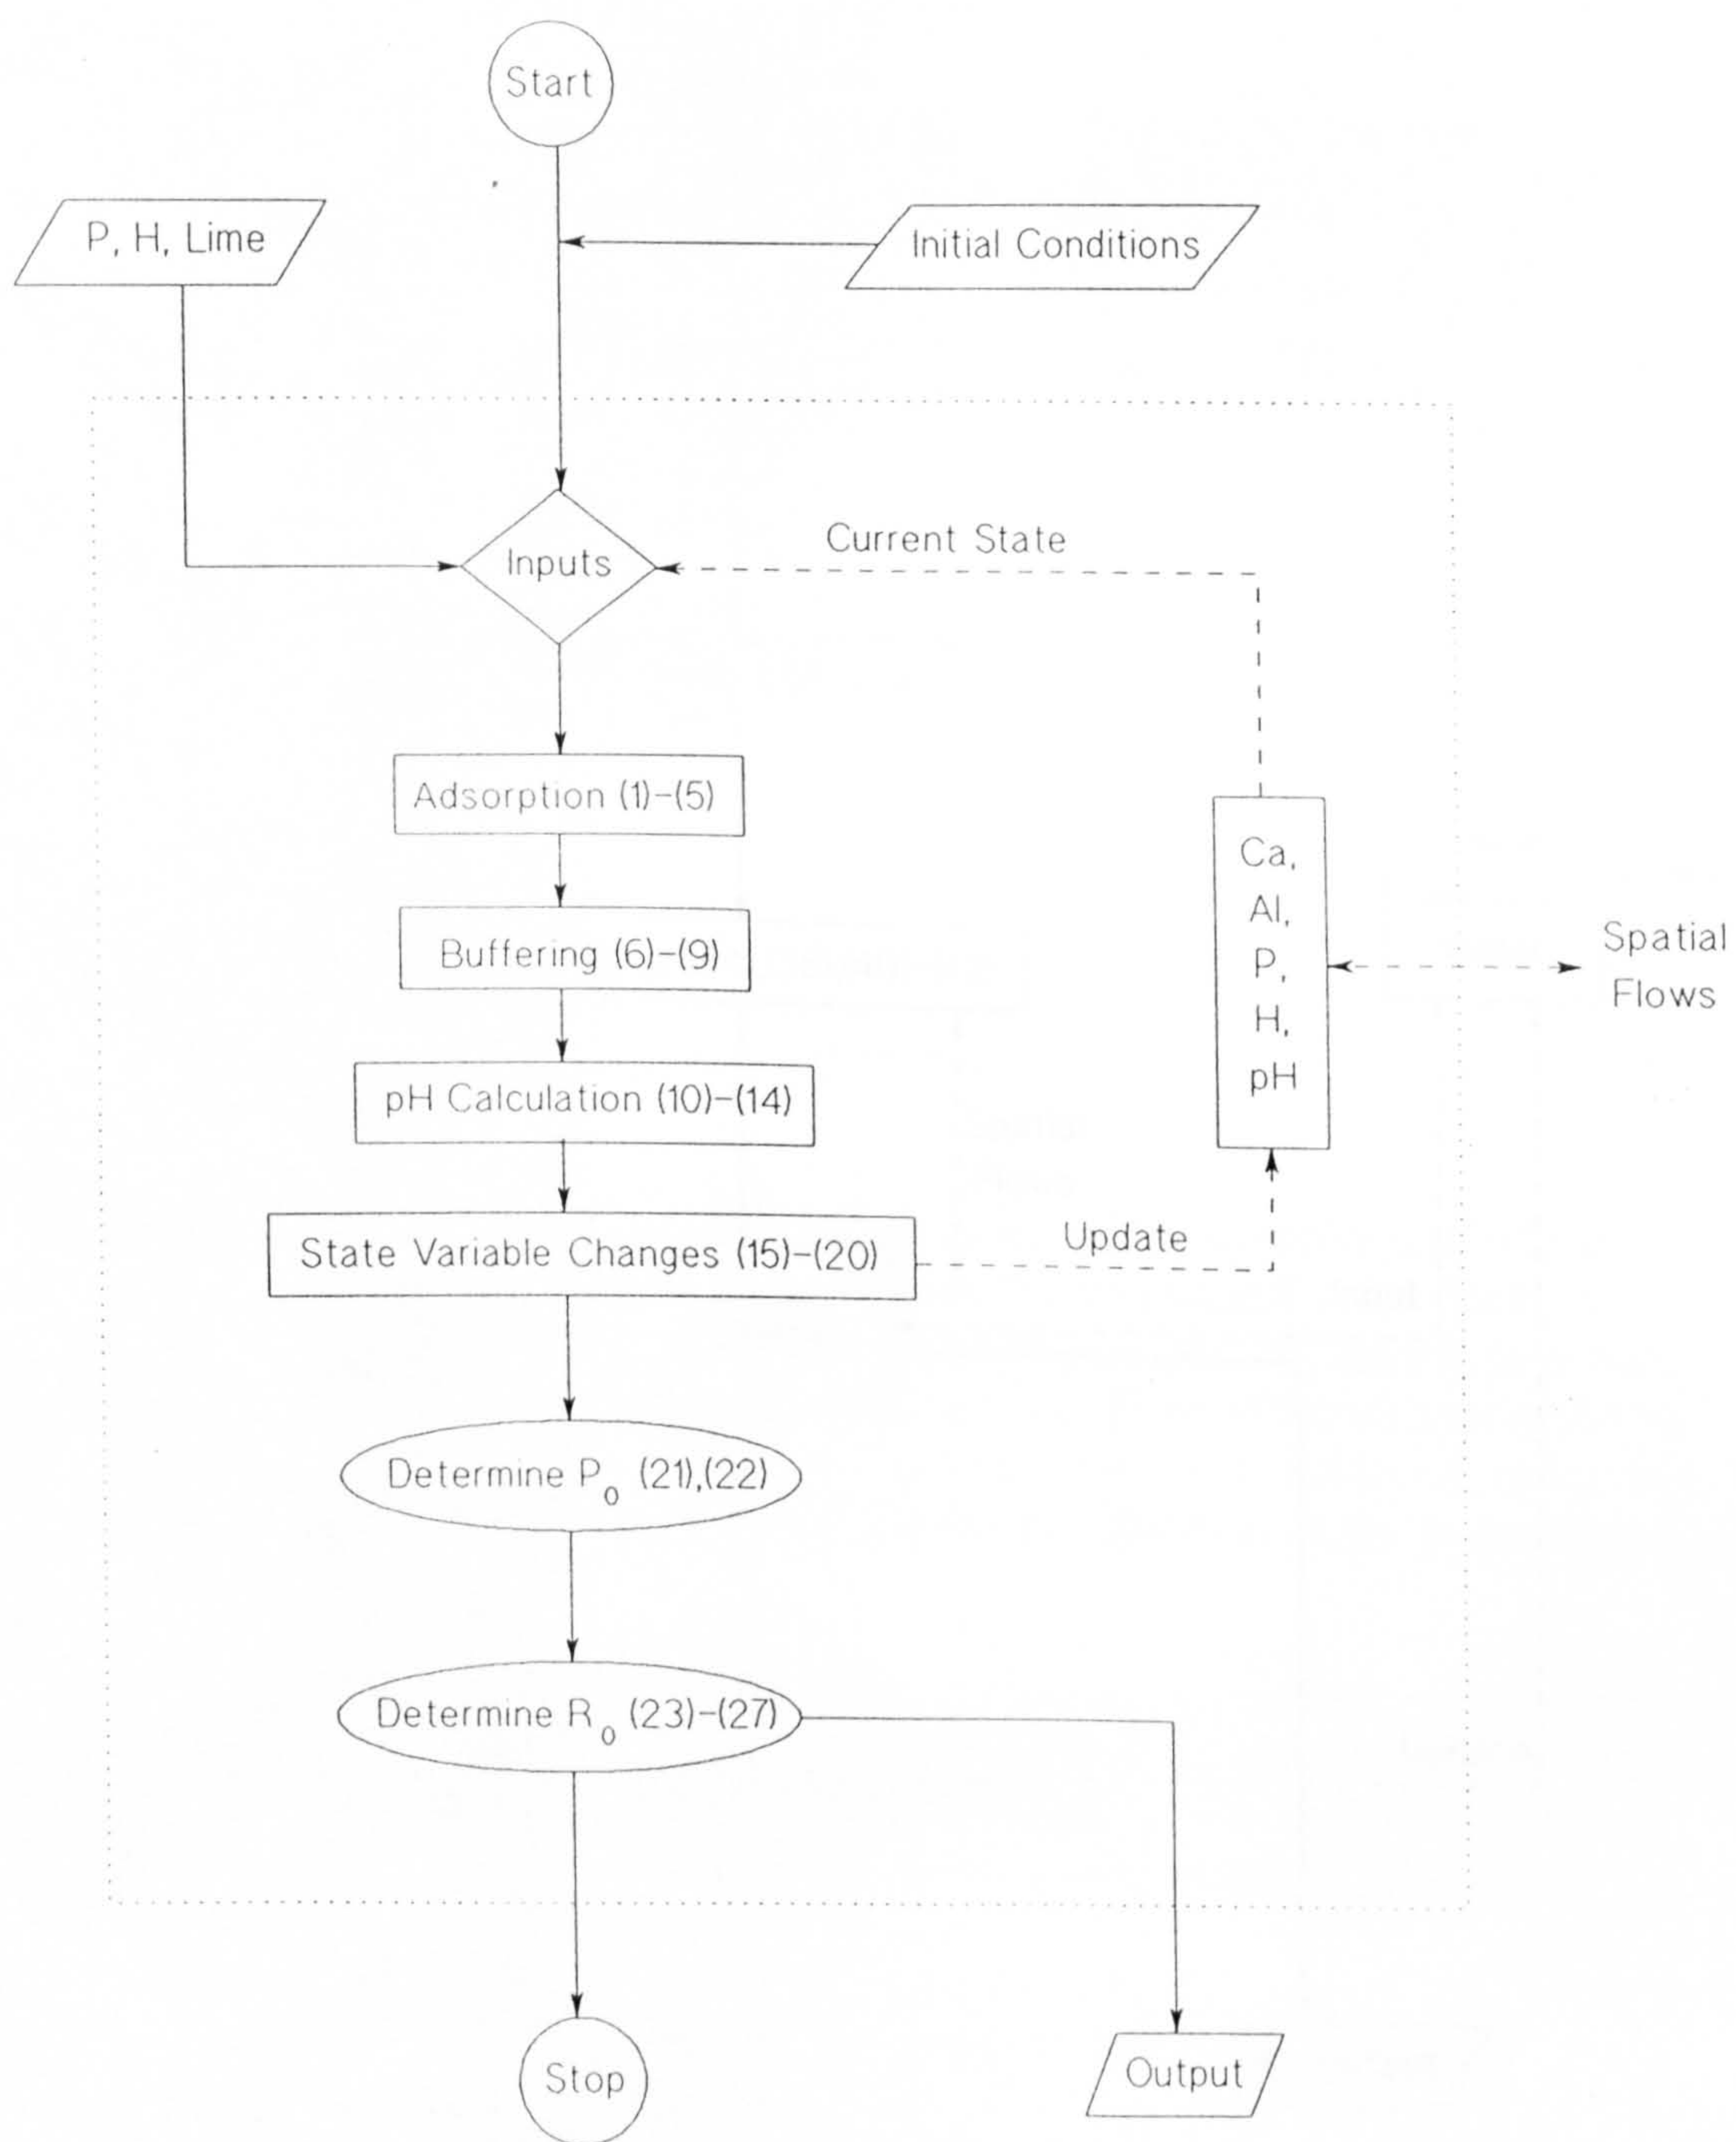 Start
P, H, Lime
Initial Conditions
Current State
Inputs
Adsorption (1)–(5)
Buffering (6)–(9)
pH Calculation (10)–(14)
State Variable Changes (15)–(20)
Update
Ca,
Al,
P,
H,
pH
Spatial
Flows
Determine P₀ (21),(22)
Determine R₀ (23)–(27)
Stop
Output